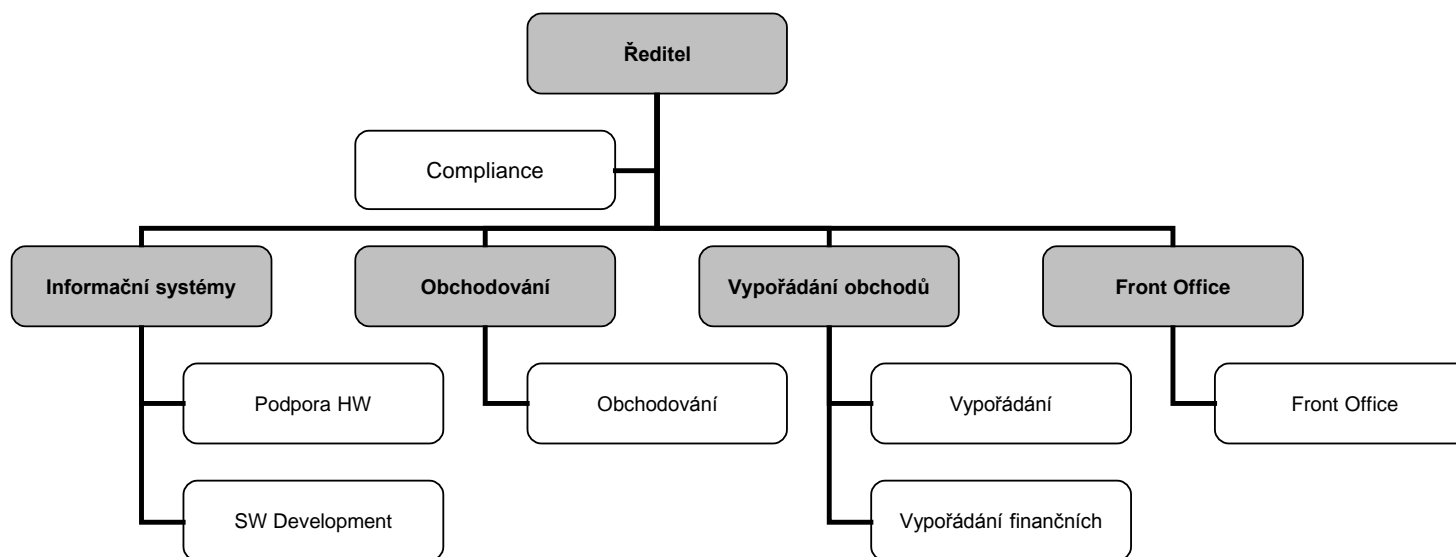 Ředitel
Compliance
Informační systémy
Obchodování
Vypořádání obchodů
Front Office
Podpora HW
Obchodování
Vypořádání
Front Office
SW Development
Vypořádání finančních